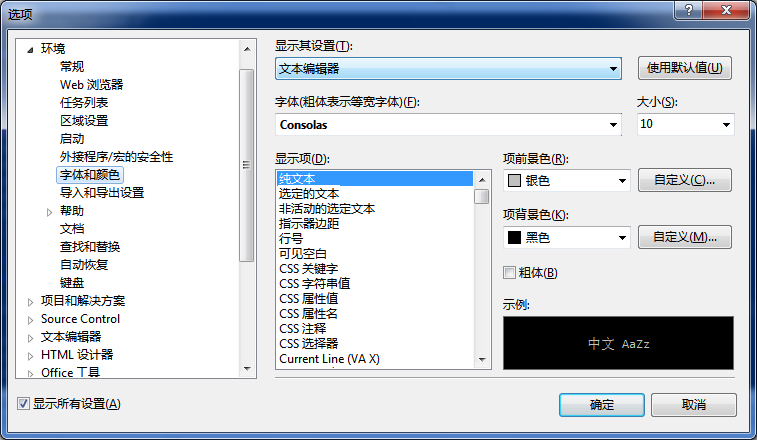 选项
环境
常规
Web 浏览器
任务列表
区域设置
启动
外接程序/宏的安全性
字体和颜色
导入和导出设置
帮助
文档
查找和替换
自动恢复
键盘
项目和解决方案
Source Control
文本编辑器
HTML 设计器
Office 工具
显示所有设置(A)
显示其设置(T):
文本编辑器
使用默认值(U)
字体(粗体表示等宽字体)(F):
大小(S):
Consolas
10
显示项(D):
纯文本
选定的文本
非活动的选定文本
指示器边距
行号
可见空白
CSS 关键字
CSS 字符串值
CSS 属性值
CSS 属性名
CSS 注释
CSS 选择器
Current Line (VA X)
项前景色(R):
银色
自定义(C)...
项背景色(K):
黑色
自定义(M)...
粗体(B)
示例:
中文 AaZz
确定
取消